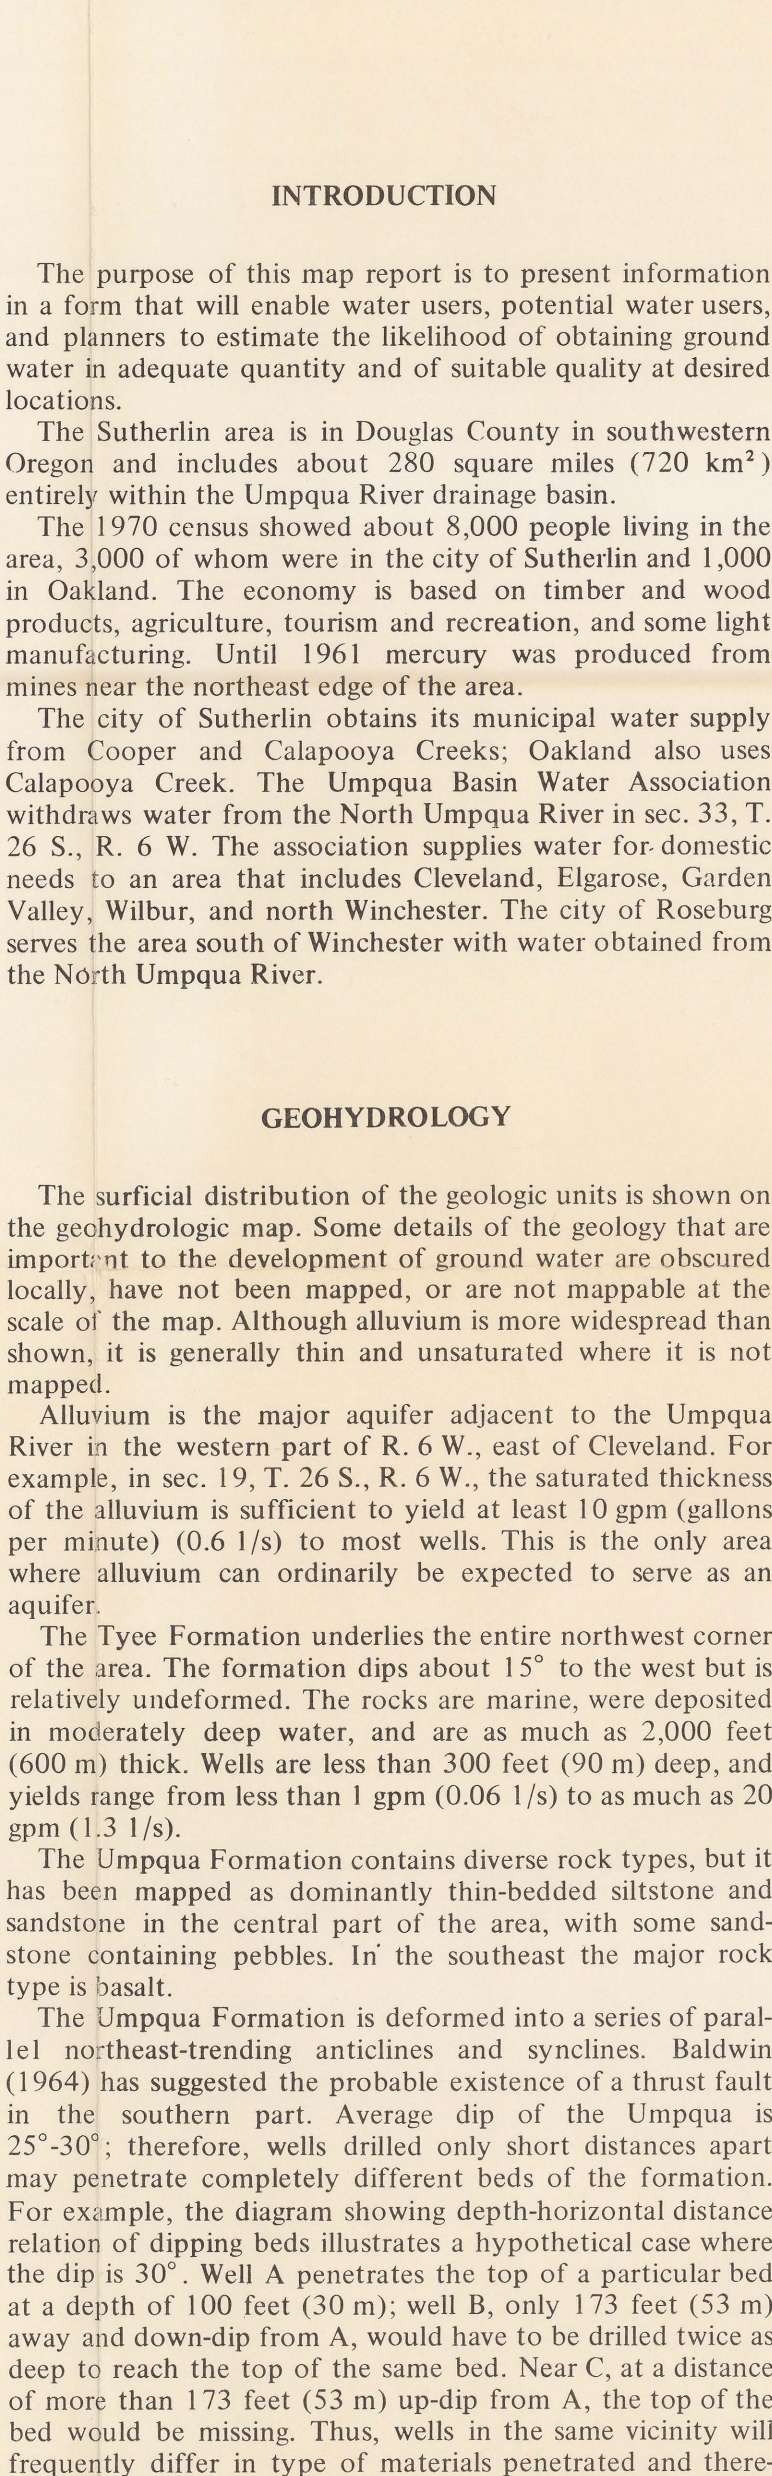 INTRODUCTION
The purpose of this map report is to present information
in a form that will enable water users, potential water users,
and planners to estimate the likelihood of obtaining ground
water in adequate quantity and of suitable quality at desired
locations.
The Sutherlin area is in Douglas County in southwestern
Oregon and includes about 280 square miles (720 km²)
entirely within the Umpqua River drainage basin.
The 1970 census showed about 8,000 people living in the
area, 3,000 of whom were in the city of Sutherlin and 1,000
in Oakland. The economy is based on timber and wood
products, agriculture, tourism and recreation, and some light
manufacturing. Until 1961 mercury was produced from
mines near the northeast edge of the area.
The city of Sutherlin obtains its municipal water supply
from Cooper and Calapooya Creeks; Oakland also uses
Calapooya Creek. The Umpqua Basin Water Association
withdraws water from the North Umpqua River in sec. 33, T.
26 S., R. 6 W. The association supplies water for domestic
needs to an area that includes Cleveland, Elgarose, Garden
Valley, Wilbur, and north Winchester. The city of Roseburg
serves the area south of Winchester with water obtained from
the North Umpqua River.
GEOHYDROLOGY
The surficial distribution of the geologic units is shown on
the geohydrologic map. Some details of the geology that are
important to the development of ground water are obscured
locally, have not been mapped, or are not mappable at the
scale of the map. Although alluvium is more widespread than
shown, it is generally thin and unsaturated where it is not
mapped.
Alluvium is the major aquifer adjacent to the Umpqua
River in the western part of R. 6 W., east of Cleveland. For
example, in sec. 19, T. 26 S., R. 6 W., the saturated thickness
of the alluvium is sufficient to yield at least 10 gpm (gallons
per minute) (0.6 l/s) to most wells. This is the only area
where alluvium can ordinarily be expected to serve as an
aquifer.
The Tyee Formation underlies the entire northwest corner
of the area. The formation dips about 15° to the west but is
relatively undeformed. The rocks are marine, were deposited
in moderately deep water, and are as much as 2,000 feet
(600 m) thick. Wells are less than 300 feet (90 m) deep, and
yields range from less than 1 gpm (0.06 l/s) to as much as 20
gpm (1.3 l/s).
The Umpqua Formation contains diverse rock types, but it
has been mapped as dominantly thin-bedded siltstone and
sandstone in the central part of the area, with some sand-
stone containing pebbles. In the southeast the major rock
type is basalt.
The Umpqua Formation is deformed into a series of paral-
lel northeast-trending anticlines and synclines. Baldwin
(1964) has suggested the probable existence of a thrust fault
in the southern part. Average dip of the Umpqua is
25°-30°; therefore, wells drilled only short distances apart
may penetrate completely different beds of the formation.
For example, the diagram showing depth-horizontal distance
relation of dipping beds illustrates a hypothetical case where
the dip is 30°. Well A penetrates the top of a particular bed
at a depth of 100 feet (30 m); well B, only 173 feet (53 m)
away and down-dip from A, would have to be drilled twice as
deep to reach the top of the same bed. Near C, at a distance
of more than 173 feet (53 m) up-dip from A, the top of the
bed would be missing. Thus, wells in the same vicinity will
frequently differ in type of materials penetrated and there-